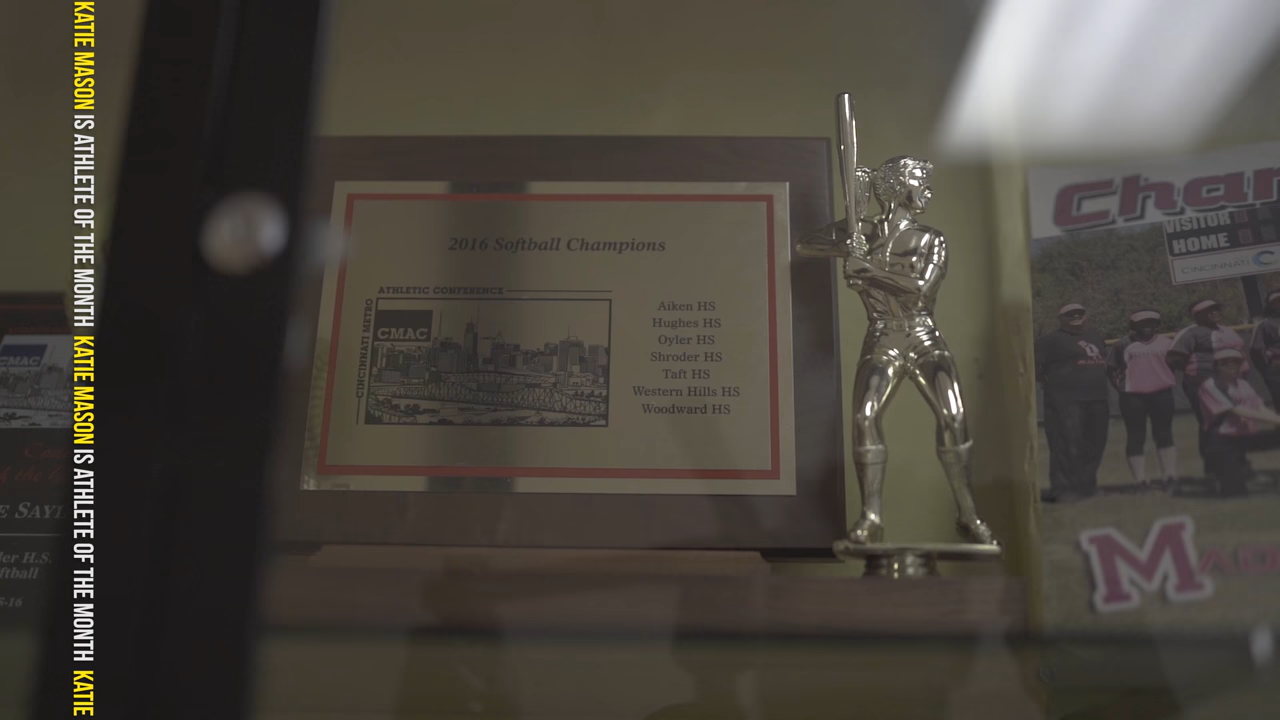 KATIE MASON IS ATHLETE OF THE MONTH KATIE MASON IS ATHLETE OF THE MONTH KATIE
2016 Softball Champions
ATHLETIC CONFERENCE
CINCINNATI METRO
CMAC
Aiken HS
Hughes HS
Oyler HS
Shroder HS
Taft HS
Western Hills HS
Woodward HS
CMAC
H.S.
VISITOR
HOME
CINCINNATI
M